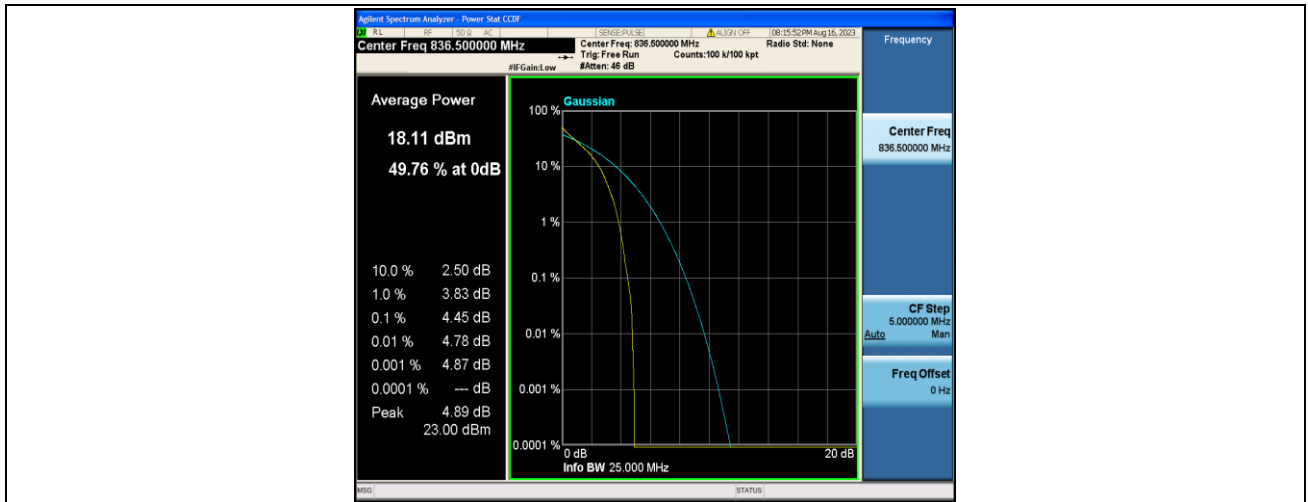 Agilent Spectrum Analyzer - Power Stat CCDF
RL RF 50 Ω AC SENSE:PULSE ALIGN OFF 08:15:52 PM Aug 16, 2023
Center Freq 836.500000 MHz
Center Freq: 836.500000 MHz Radio Std: None
Trig: Free Run Counts:100 k/100 kpt
#IFGain:Low #Atten: 46 dB
Average Power
18.11 dBm
49.76 % at 0dB
10.0 % 2.50 dB
1.0 % 3.83 dB
0.1 % 4.45 dB
0.01 % 4.78 dB
0.001 % 4.87 dB
0.0001 % --- dB
Peak 4.89 dB
23.00 dBm
Gaussian
100 %
10 %
1 %
0.1 %
0.01 %
0.001 %
0.0001 %
0 dB 20 dB
Info BW 25.000 MHz
Frequency
Center Freq
836.500000 MHz
CF Step
5.000000 MHz
Auto Man
Freq Offset
0 Hz
MSG STATUS